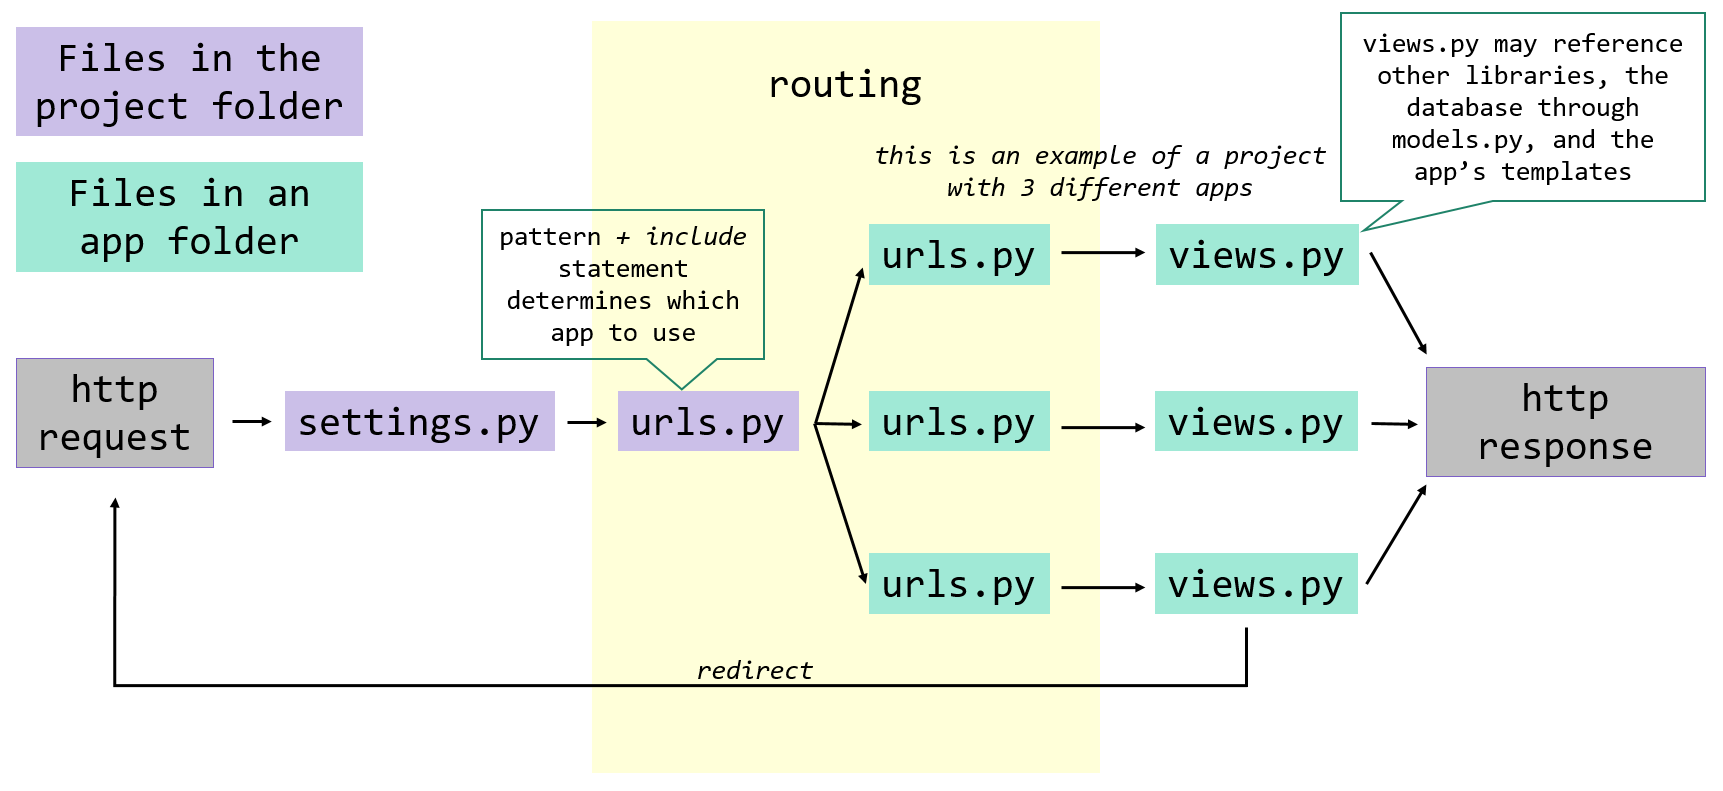 Files in the
project folder
Files in an
app folder
routing
this is an example of a project
with 3 different apps
views.py may reference
other libraries, the
database through
models.py, and the
app’s templates
pattern + include
statement
determines which
app to use
http
request
settings.py
urls.py
urls.py
views.py
urls.py
views.py
urls.py
views.py
http
response
redirect